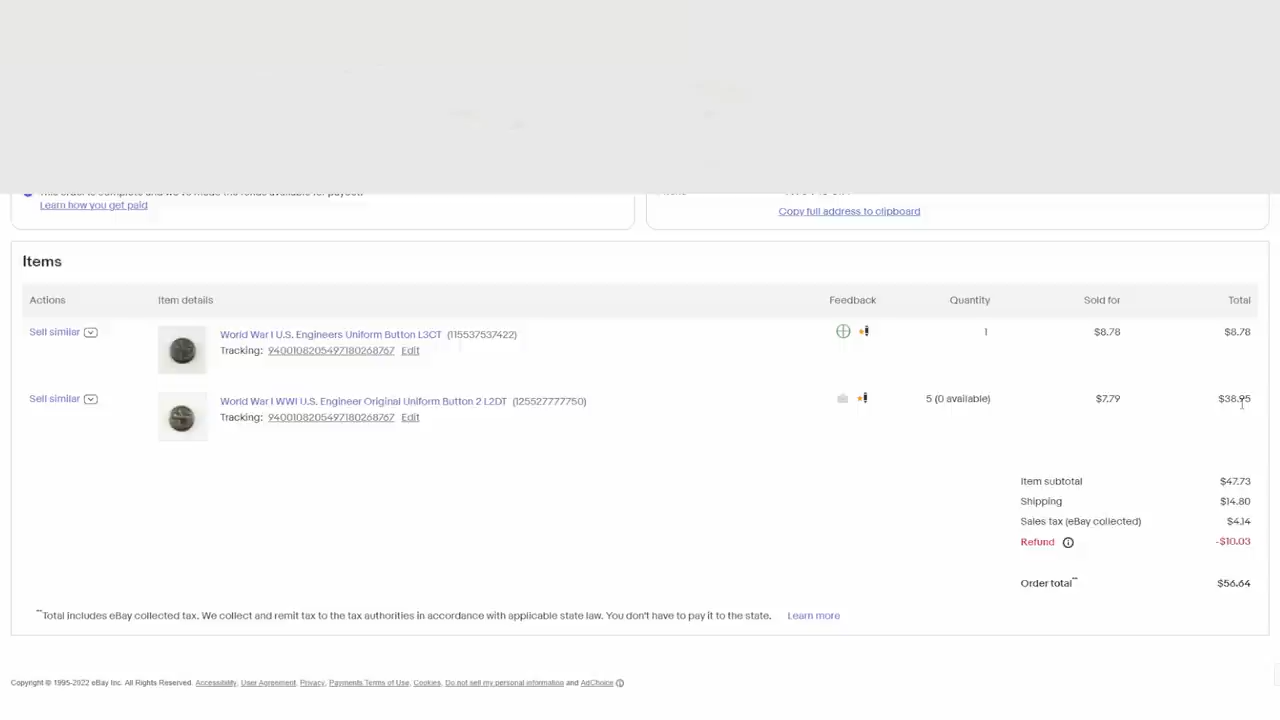 Learn how you get paid
Copy full address to clipboard
Items
Actions Item details Feedback Quantity Sold for Total
Sell similar World War I U.S. Engineers Uniform Button L3CT (115537537422) 1 $8.78 $8.78
Tracking: 9400108205497180268767 Edit
Sell similar World War I WWI U.S. Engineer Original Uniform Button 2 L2DT (125527777750) 5 (0 available) $7.79 $38.95
Tracking: 9400108205497180268767 Edit
Item subtotal $47.73
Shipping $14.80
Sales tax (eBay collected) $4.14
Refund -$10.03
Order total** $56.64
**Total includes eBay collected tax. We collect and remit tax to the tax authorities in accordance with applicable state law. You don't have to pay it to the state. Learn more
Copyright © 1995-2022 eBay Inc. All Rights Reserved. Accessibility, User Agreement, Privacy, Payments Terms of Use, Cookies, Do not sell my personal information and AdChoice